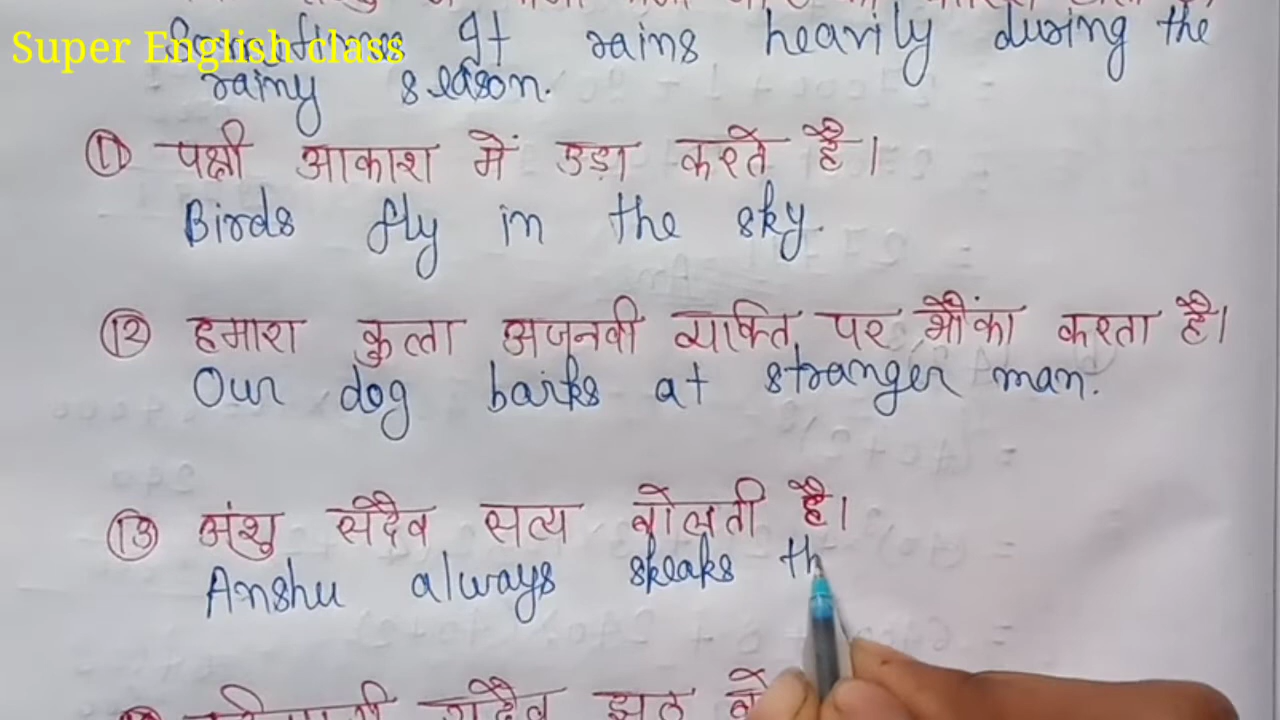 Super English class
It rains heavily during the
rainy season.
11 पक्षी आकाश में उड़ा करते है।
Birds fly in the sky.
12 हमारा कुत्ता अजनवी व्यक्ति पर भौंका करता है।
Our dog barks at stranger man.
13 अंशु सदैव सत्य बोलती है।
Anshu always speaks th
सदैव झूठ